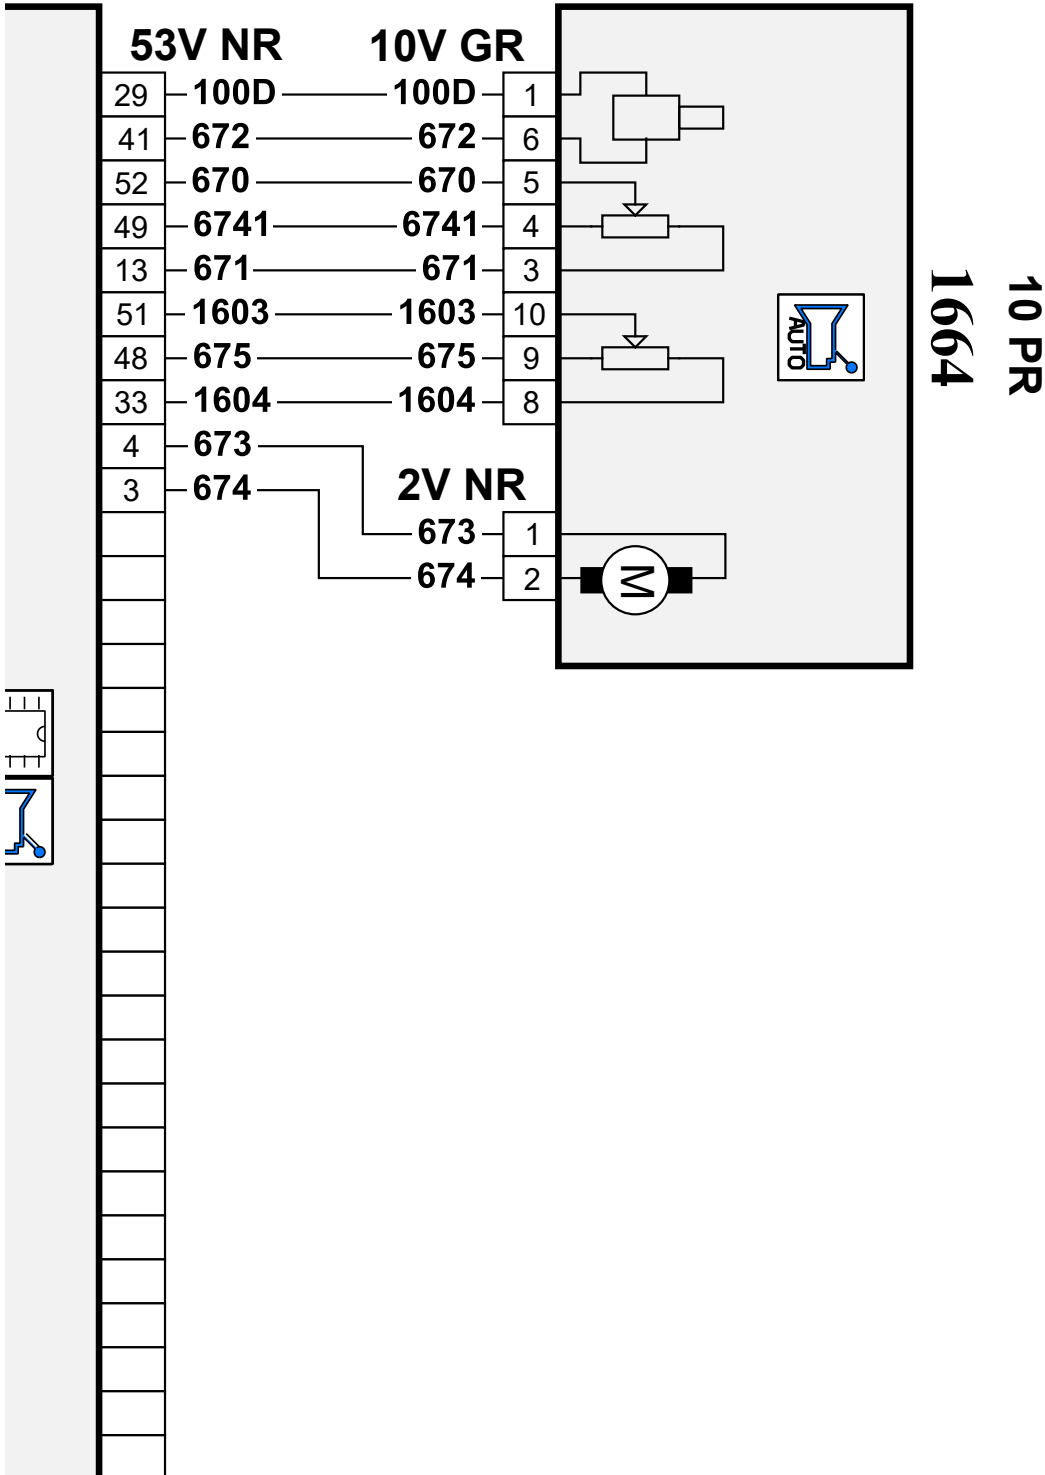 53V NR 10V GR
29 100D 100D 1
41 672 672 6
52 670 670 5
49 6741 6741 4
13 671 671 3
51 1603 1603 10
48 675 675 9
33 1604 1604 8
4 673
3 674
2V NR
673 1
674 2
M
AUTO
1664
10 PR